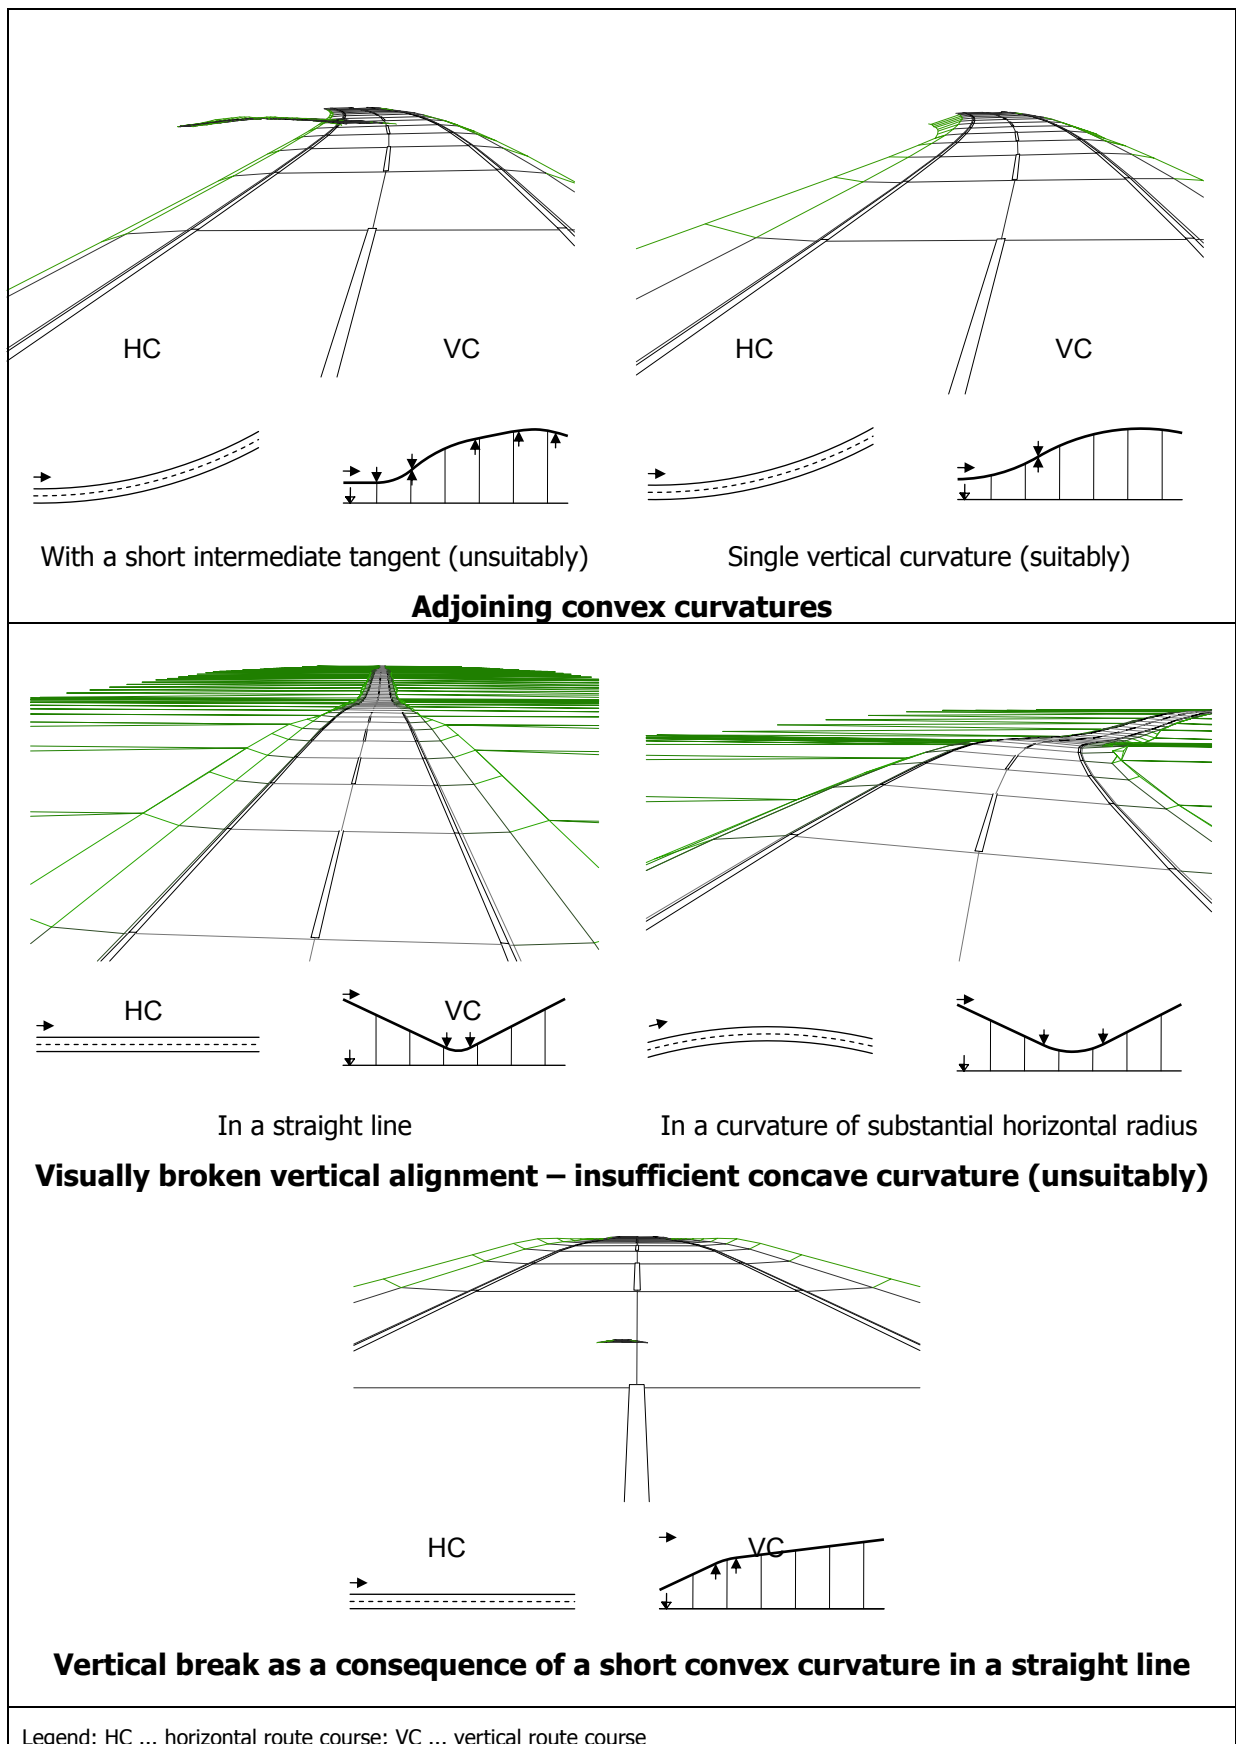 HC
VC
HC
VC
With a short intermediate tangent (unsuitably)
Single vertical curvature (suitably)
Adjoining convex curvatures
HC
VC
In a straight line
In a curvature of substantial horizontal radius
Visually broken vertical alignment – insufficient concave curvature (unsuitably)
HC
VC
Vertical break as a consequence of a short convex curvature in a straight line
Legend: HC ... horizontal route course; VC ... vertical route course